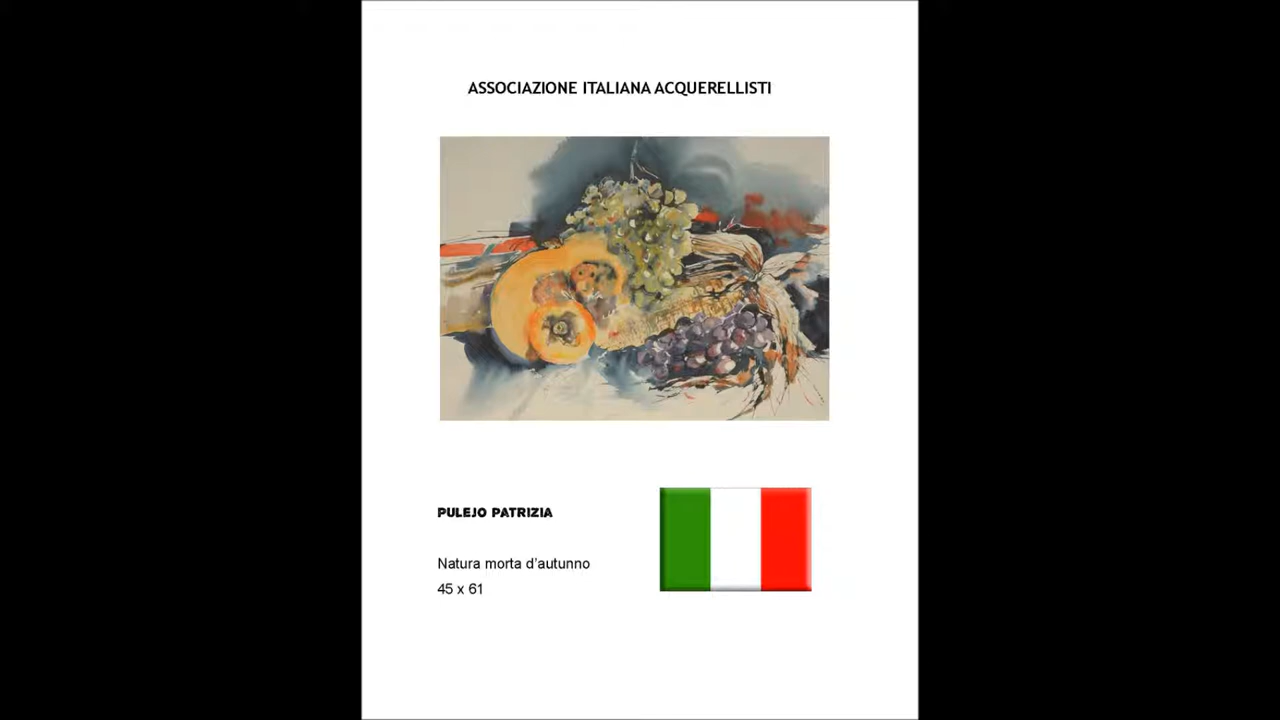 ASSOCIAZIONE ITALIANA ACQUERELLISTI
PULEJO PATRIZIA
Natura morta d'autunno
45 x 61